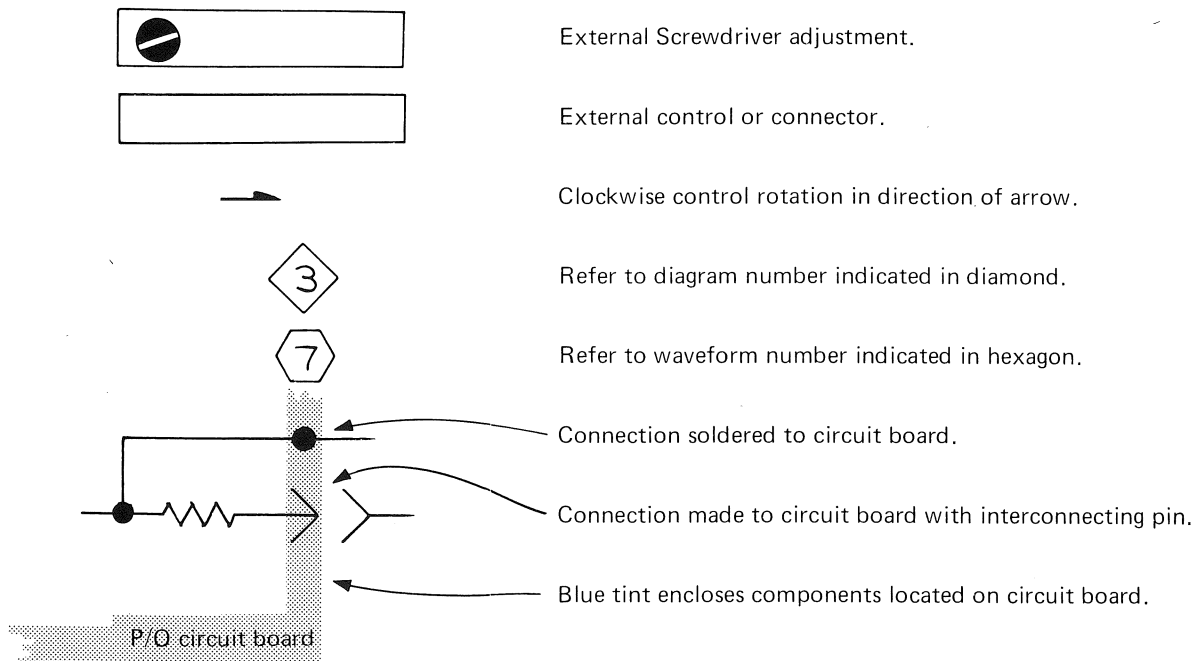 External Screwdriver adjustment.
External control or connector.
Clockwise control rotation in direction of arrow.
3
Refer to diagram number indicated in diamond.
7
Refer to waveform number indicated in hexagon.
Connection soldered to circuit board.
Connection made to circuit board with interconnecting pin.
Blue tint encloses components located on circuit board.
P/O circuit board